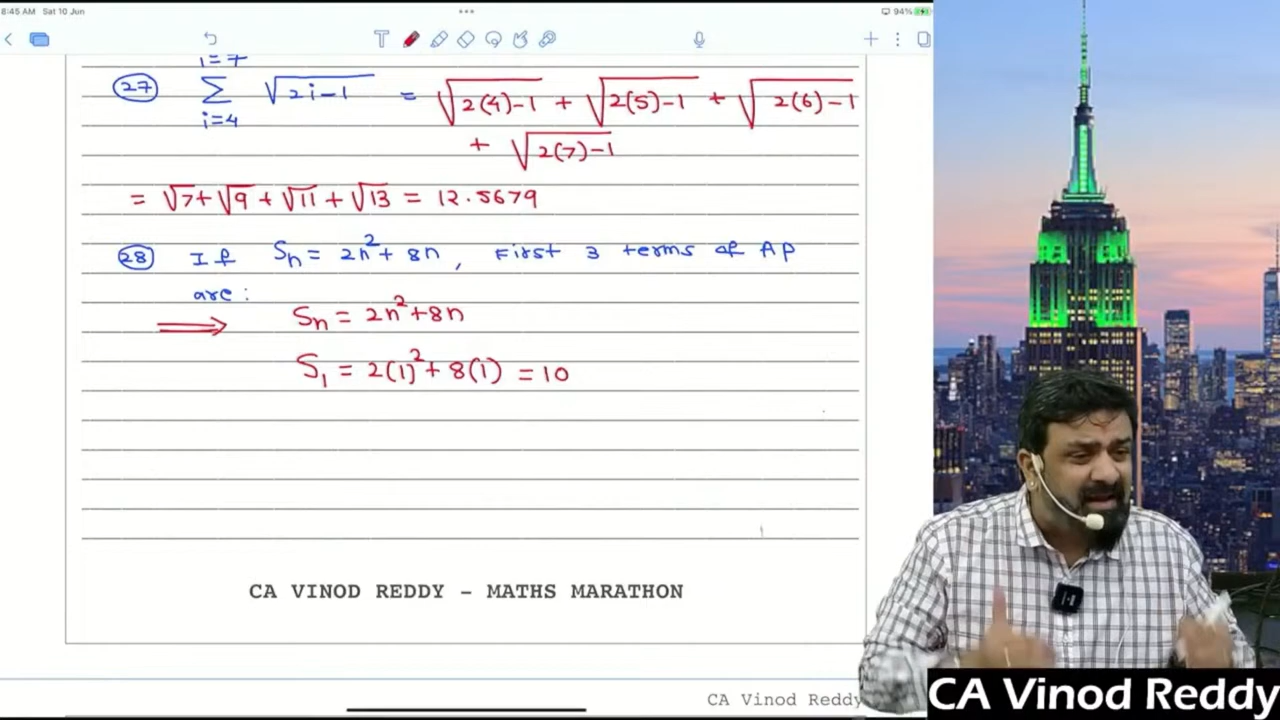 8:45 AM Sat 10 Jun
94%
i=7
27 Σ √2i-1 = √2(4)-1 + √2(5)-1 + √2(6)-1
i=4
+ √2(7)-1
= √7+√9+√11+√13 = 12.5679
28 If Sn = 2n²+8n, First 3 terms of AP
are:
Sn = 2n²+8n
S1 = 2(1)²+8(1) = 10
CA VINOD REDDY - MATHS MARATHON
CA Vinod Reddy
CA Vinod Reddy